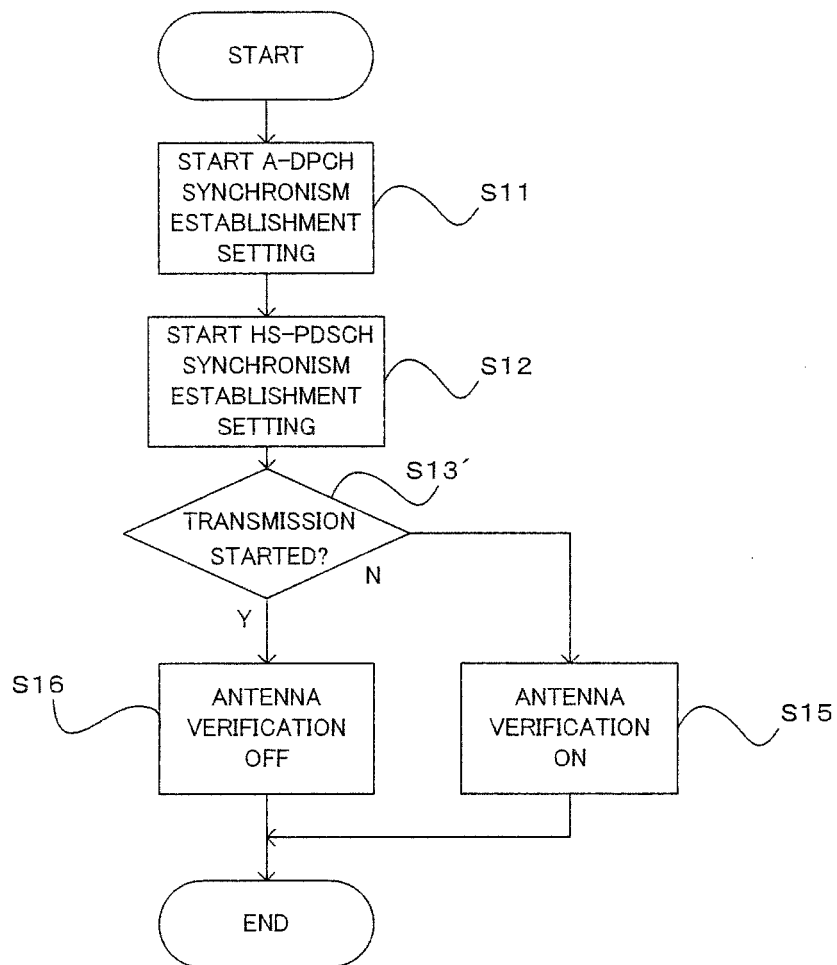 START
START A-DPCH
SYNCHRONISM
ESTABLISHMENT
SETTING
S11
START HS-PDSCH
SYNCHRONISM
ESTABLISHMENT
SETTING
S12
S13´
TRANSMISSION
STARTED?
N
Y
S16
ANTENNA
VERIFICATION
OFF
ANTENNA
VERIFICATION
ON
S15
END